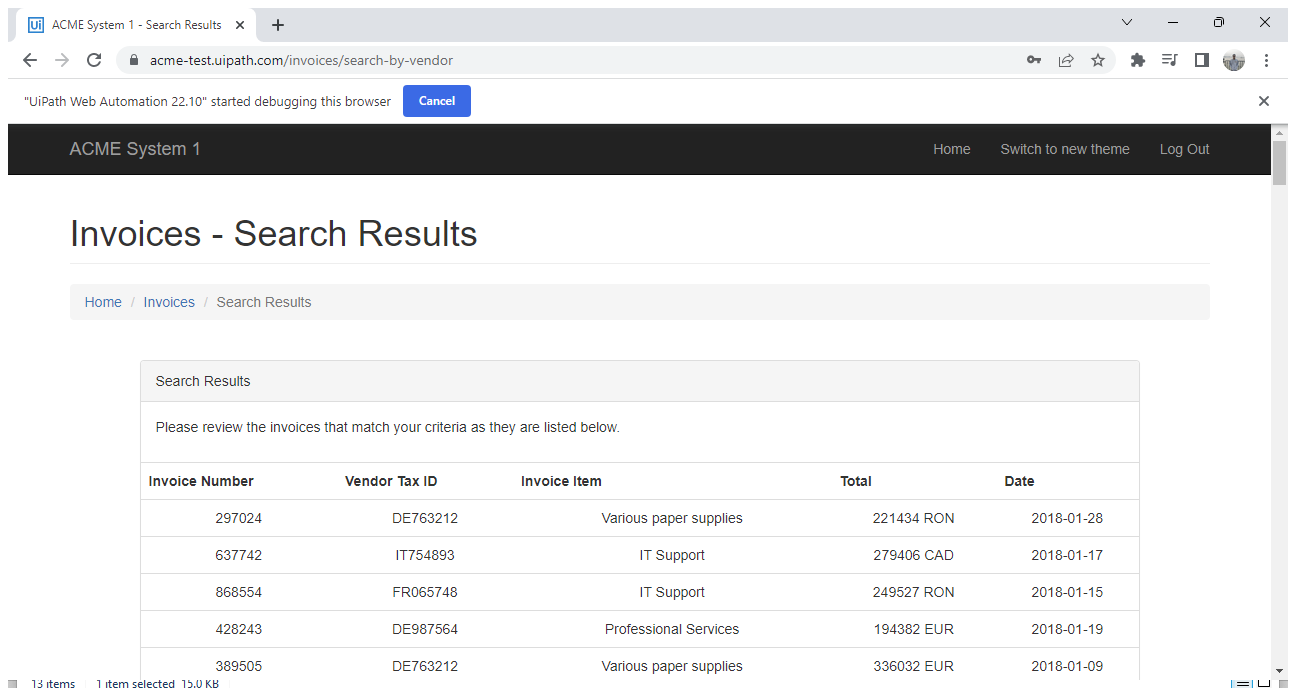 Ui ACME System 1 - Search Results
acme-test.uipath.com/invoices/search-by-vendor
"UiPath Web Automation 22.10" started debugging this browser Cancel
ACME System 1 Home Switch to new theme Log Out
Invoices - Search Results
Home / Invoices / Search Results
Search Results
Please review the invoices that match your criteria as they are listed below.
Invoice Number Vendor Tax ID Invoice Item Total Date
297024 DE763212 Various paper supplies 221434 RON 2018-01-28
637742 IT754893 IT Support 279406 CAD 2018-01-17
868554 FR065748 IT Support 249527 RON 2018-01-15
428243 DE987564 Professional Services 194382 EUR 2018-01-19
389505 DE763212 Various paper supplies 336032 EUR 2018-01-09
13 items 1 item selected 15.0 KB